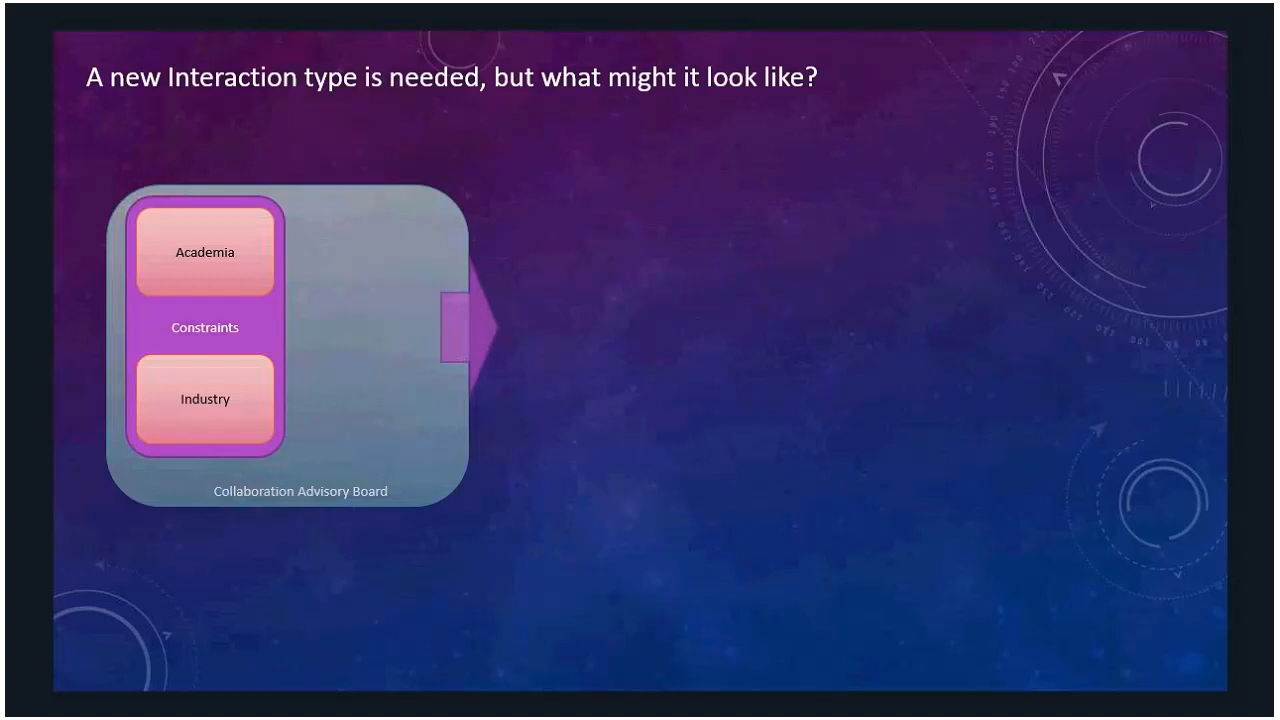 A new Interaction type is needed, but what might it look like?
Academia
Constraints
Industry
Collaboration Advisory Board